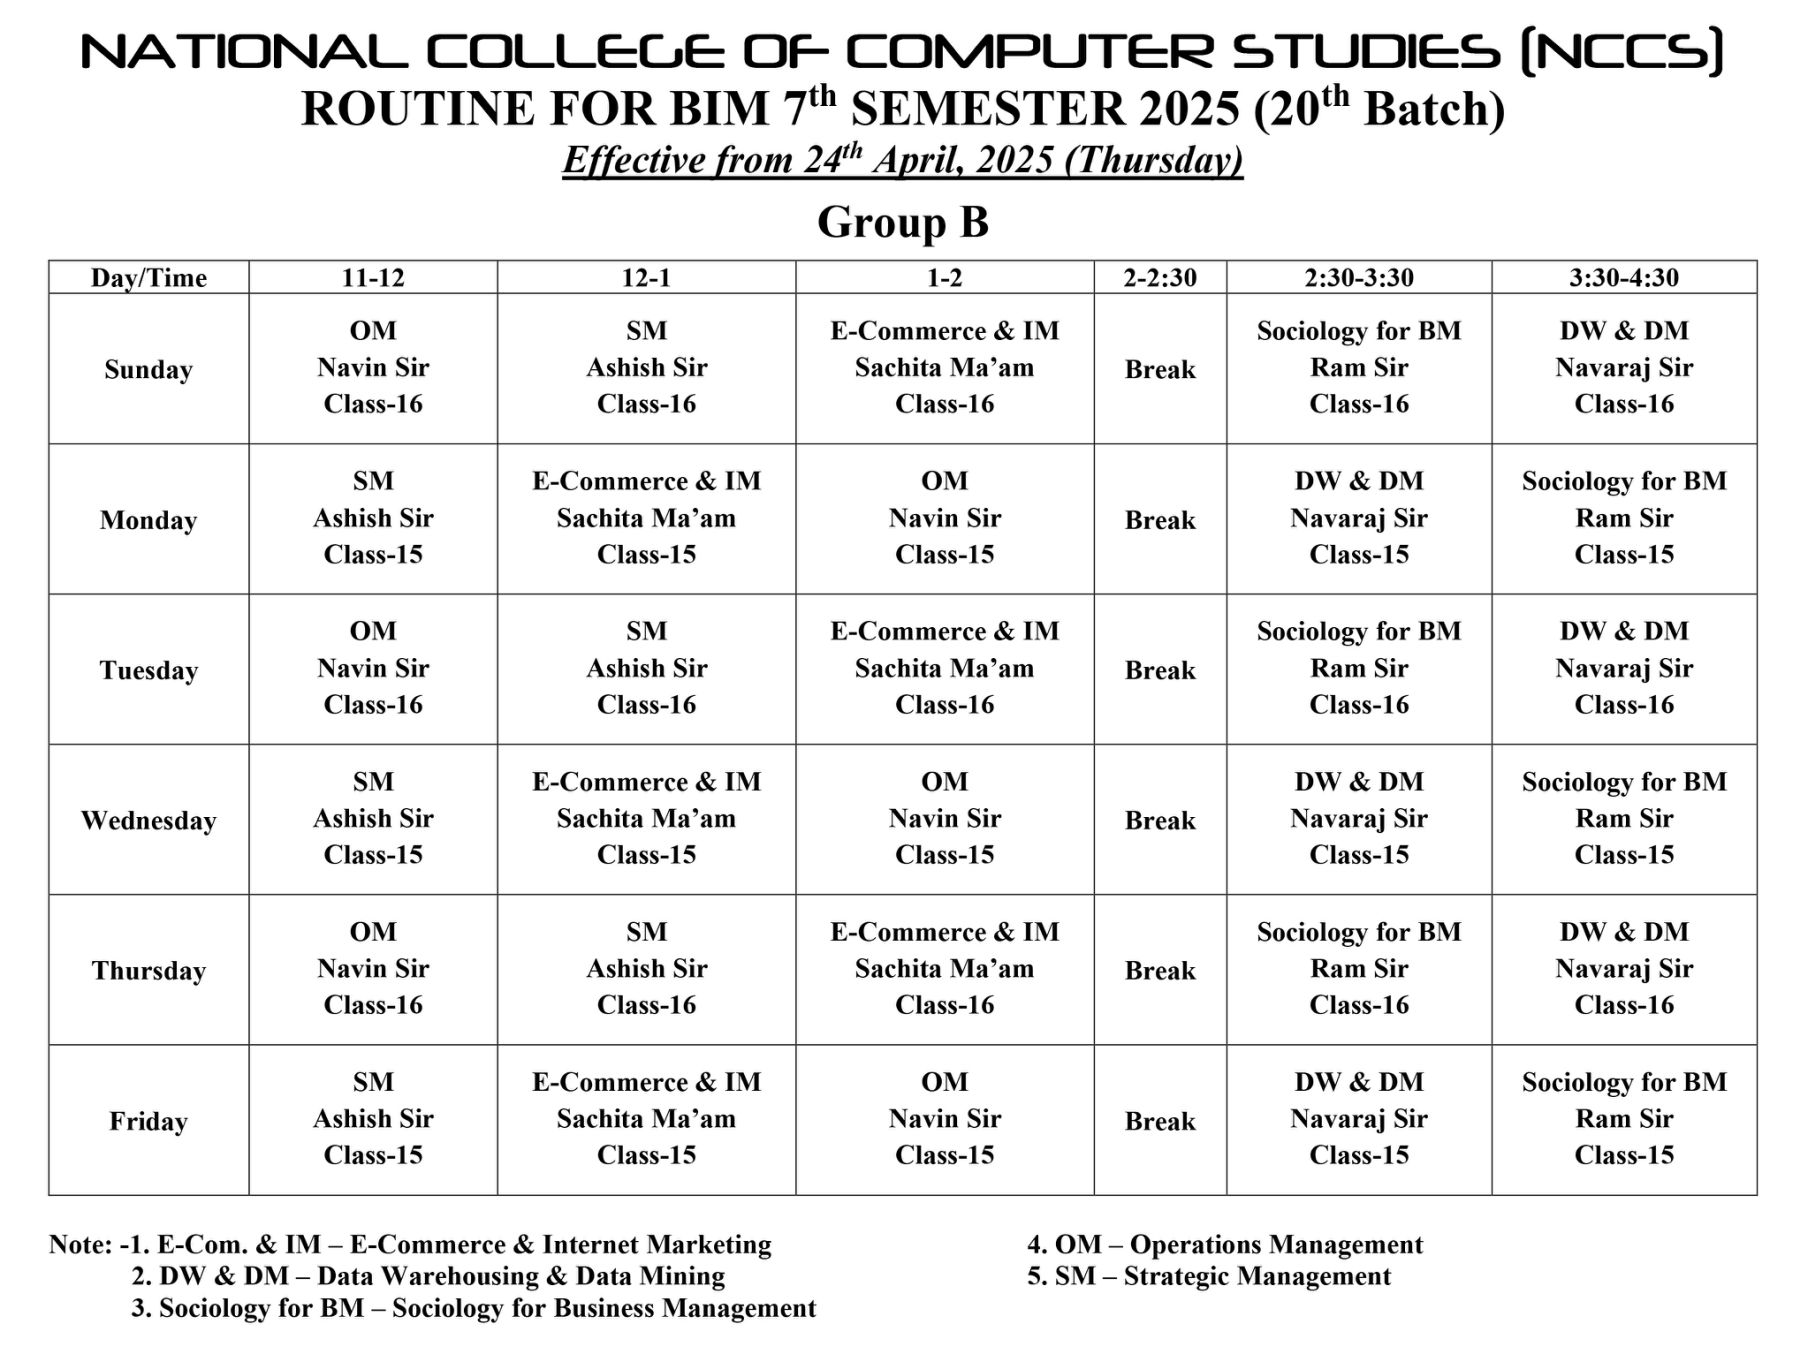 NATIONAL COLLEGE OF COMPUTER STUDIES (NCCS)
ROUTINE FOR BIM 7th SEMESTER 2025 (20th Batch)
Effective from 24th April, 2025 (Thursday)
Group B
Day/Time 11-12 12-1 1-2 2-2:30 2:30-3:30 3:30-4:30
OM SM E-Commerce & IM Sociology for BM DW & DM
Sunday Navin Sir Ashish Sir Sachita Ma’am Break Ram Sir Navaraj Sir
Class-16 Class-16 Class-16 Class-16 Class-16
SM E-Commerce & IM OM DW & DM Sociology for BM
Monday Ashish Sir Sachita Ma’am Navin Sir Break Navaraj Sir Ram Sir
Class-15 Class-15 Class-15 Class-15 Class-15
OM SM E-Commerce & IM Sociology for BM DW & DM
Tuesday Navin Sir Ashish Sir Sachita Ma’am Break Ram Sir Navaraj Sir
Class-16 Class-16 Class-16 Class-16 Class-16
SM E-Commerce & IM OM DW & DM Sociology for BM
Wednesday Ashish Sir Sachita Ma’am Navin Sir Break Navaraj Sir Ram Sir
Class-15 Class-15 Class-15 Class-15 Class-15
OM SM E-Commerce & IM Sociology for BM DW & DM
Thursday Navin Sir Ashish Sir Sachita Ma’am Break Ram Sir Navaraj Sir
Class-16 Class-16 Class-16 Class-16 Class-16
SM E-Commerce & IM OM DW & DM Sociology for BM
Friday Ashish Sir Sachita Ma’am Navin Sir Break Navaraj Sir Ram Sir
Class-15 Class-15 Class-15 Class-15 Class-15
Note: -1. E-Com. & IM – E-Commerce & Internet Marketing 4. OM – Operations Management
2. DW & DM – Data Warehousing & Data Mining 5. SM – Strategic Management
3. Sociology for BM – Sociology for Business Management